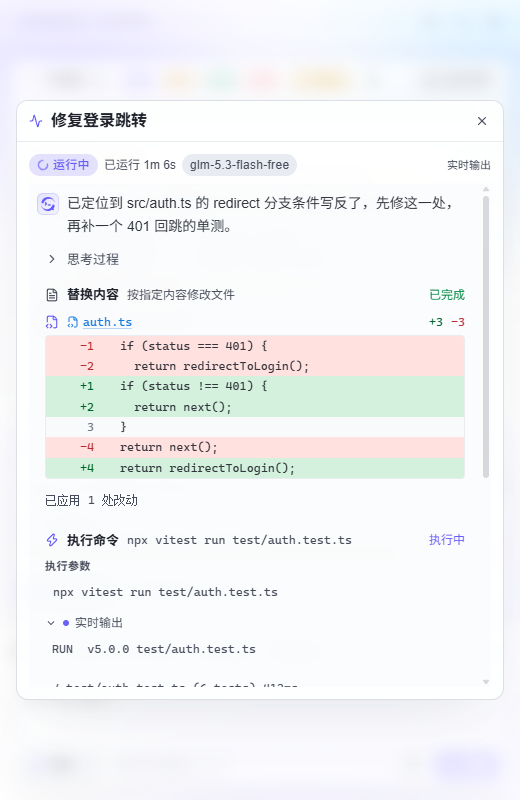 修复登录跳转
运行中 已运行 1m 6s glm-5.3-flash-free 实时输出
已定位到 src/auth.ts 的 redirect 分支条件写反了，先修这一处，
再补一个 401 回跳的单测。
思考过程
替换内容 按指定内容修改文件 已完成
auth.ts +3 -3
-1 if (status === 401) {
-2 return redirectToLogin();
+1 if (status !== 401) {
+2 return next();
3 }
-4 return next();
+4 return redirectToLogin();
已应用 1 处改动
执行命令 npx vitest run test/auth.test.ts 执行中
执行参数
npx vitest run test/auth.test.ts
实时输出
RUN v5.0.0 test/auth.test.ts